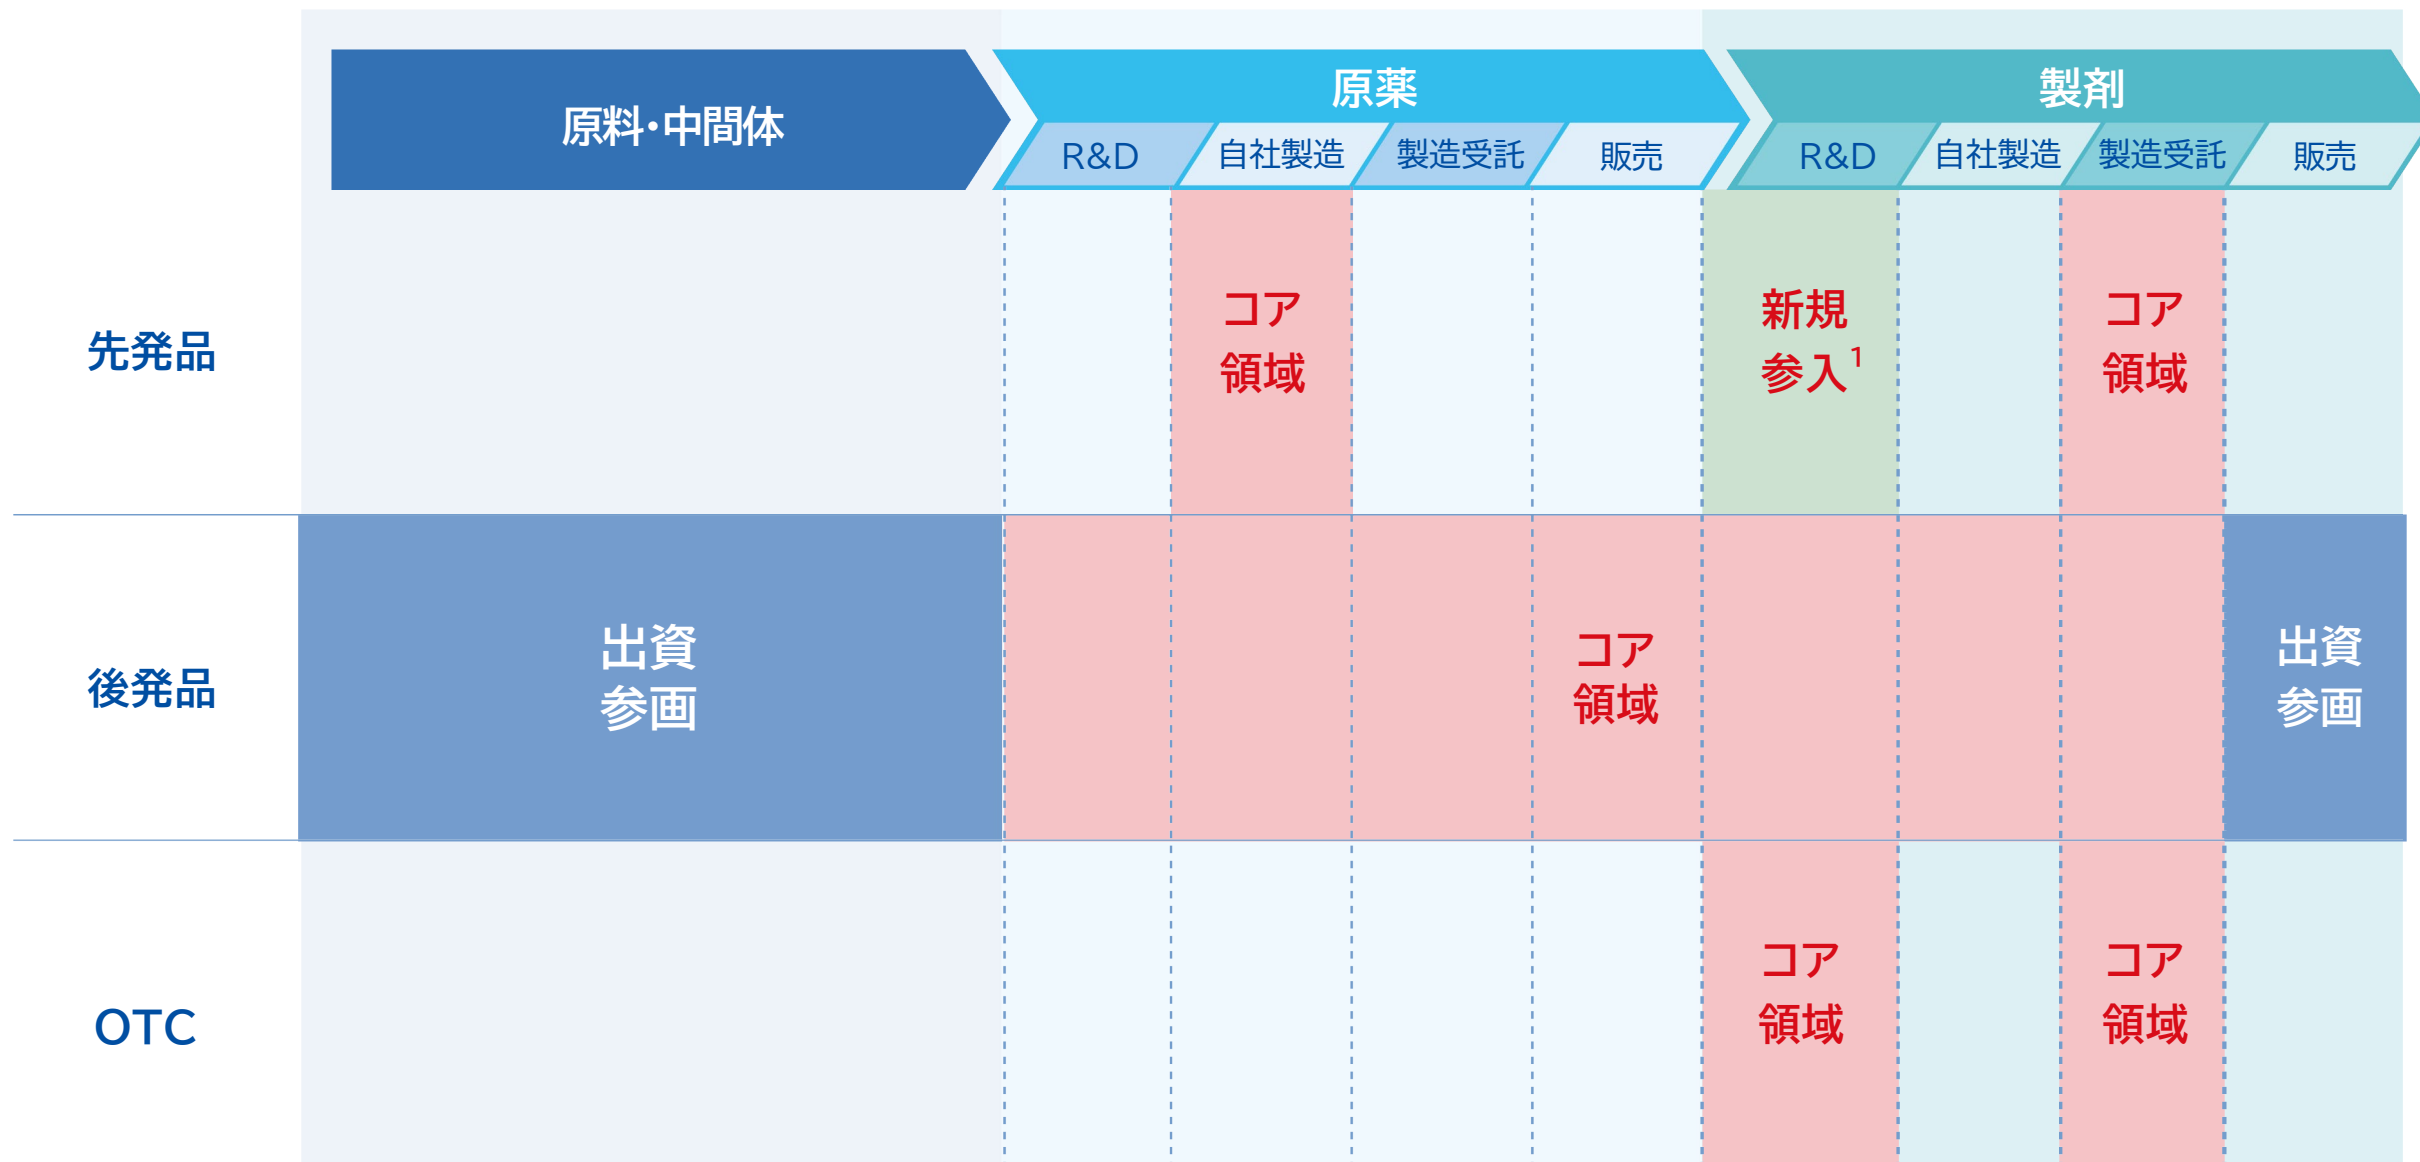 原料・中間体
原薬
R&D
自社製造
製造受託
販売
製剤
R&D
自社製造
製造受託
販売
先発品
コア
領域
新規
参入1
コア
領域
後発品
出資
参画
コア
領域
出資
参画
OTC
コア
領域
コア
領域